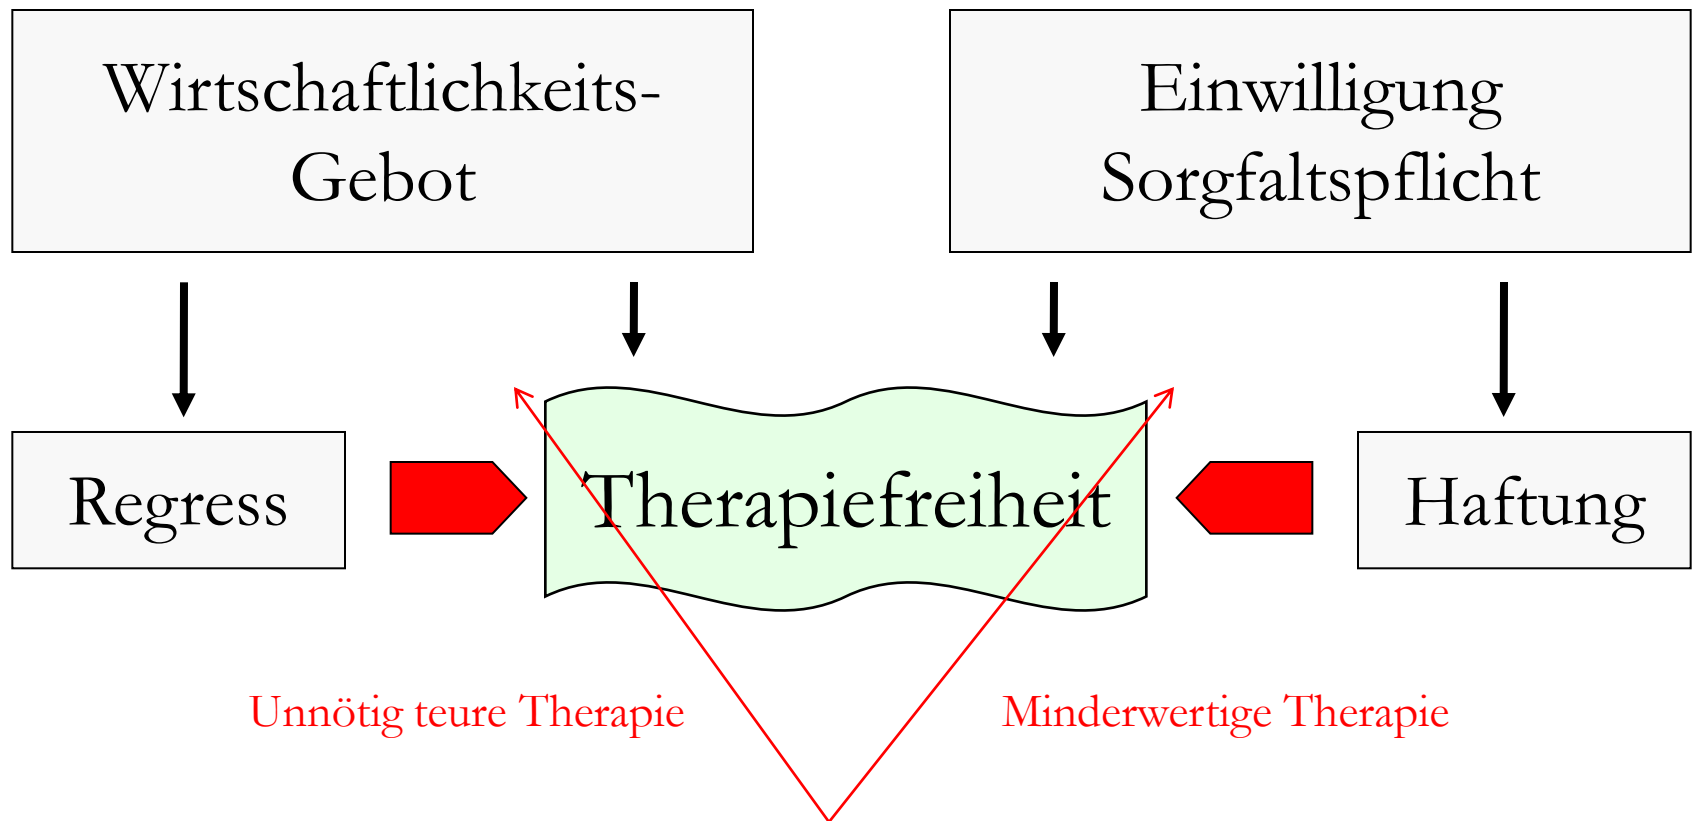 Wirtschaftlichkeits-
Gebot
Einwilligung
Sorgfaltspflicht
Regress
Therapiefreiheit
Haftung
Unnötig teure Therapie
Minderwertige Therapie